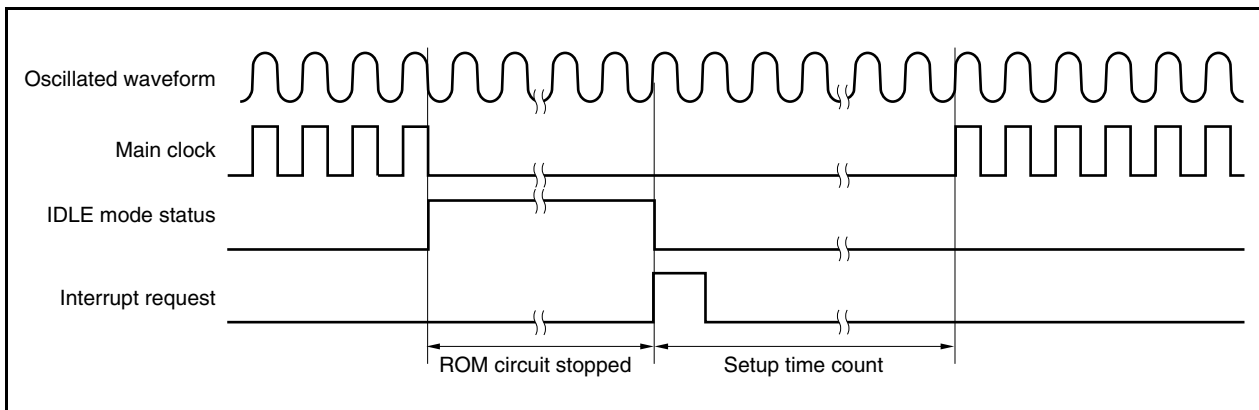 Oscillated waveform
Main clock
IDLE mode status
Interrupt request
ROM circuit stopped
Setup time count